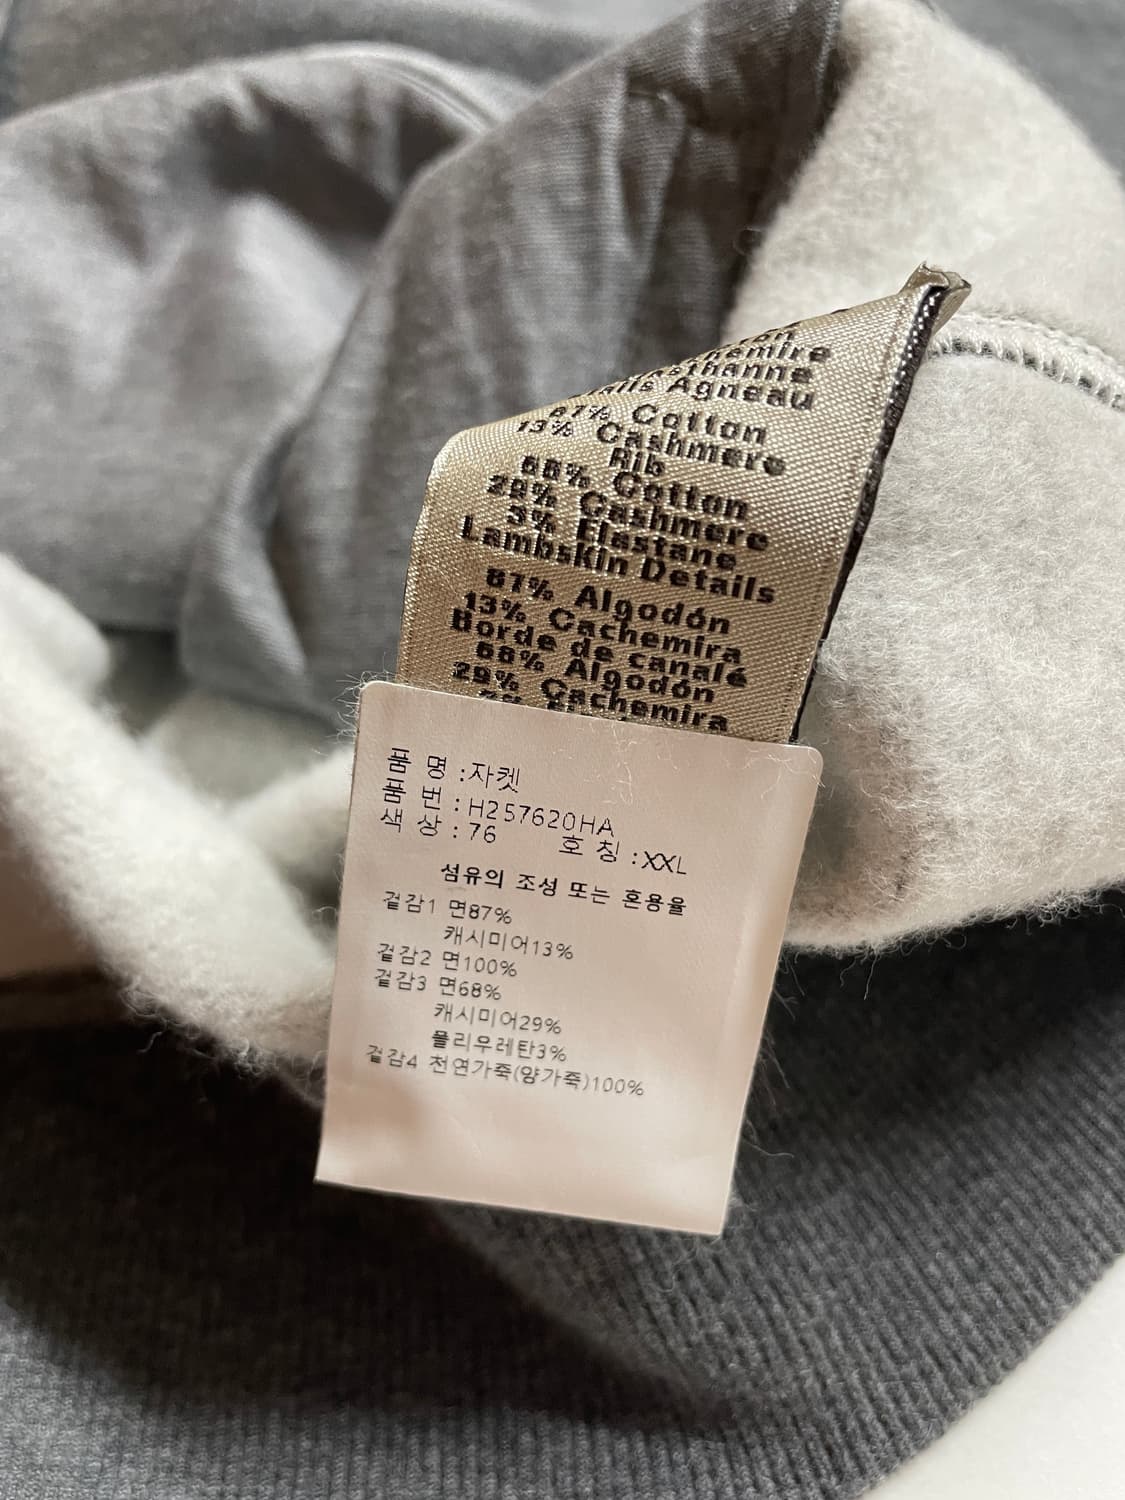 chemire
Agneau
87% Cotton
13% Cashmere
Rib
68% Cotton
29% Cashmere
3% Elastane
Lambskin Details
87% Algodón
13% Cachemira
Borde de canalé
68% Algodón
29% Cachemira
품 명 :자켓
품 번 :H257620HA
색 상 :76 호 칭 :XXL
섬유의 조성 또는 혼용율
겉감1 면87%
캐시미어13%
겉감2 면100%
겉감3 면68%
캐시미어29%
폴리우레탄3%
겉감4 천연가죽(양가죽)100%